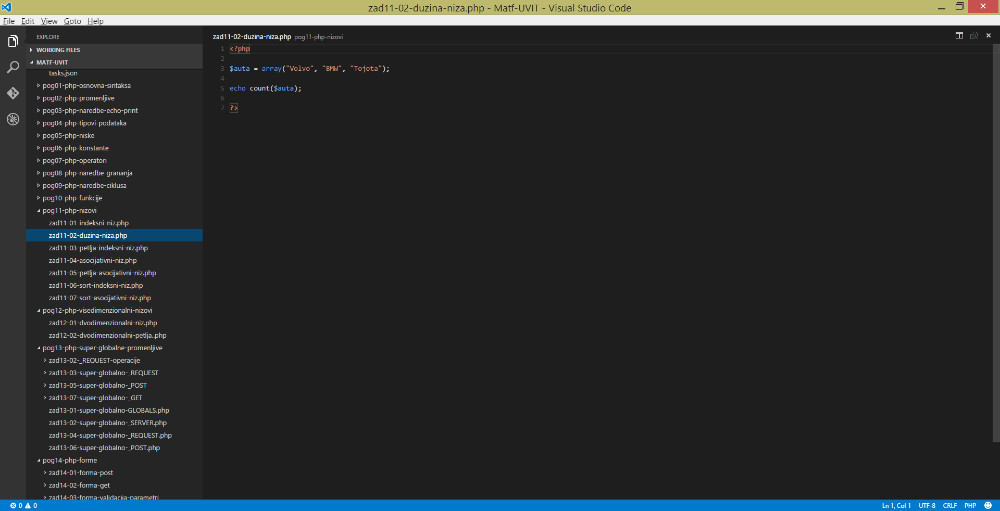 zad11-02-duzina-niza.php - Matf-UVIT - Visual Studio Code
File Edit View Goto Help
EXPLORE
WORKING FILES
MATF-UVIT
tasks.json
pog01-php-osnovna-sintaksa
pog02-php-promenljive
pog03-php-naredbe-echo-print
pog04-php-tipovi-podataka
pog05-php-niske
pog06-php-konstante
pog07-php-operatori
pog08-php-naredbe-grananja
pog09-php-naredbe-ciklusa
pog10-php-funkcije
pog11-php-nizovi
zad11-01-indeksni-niz.php
zad11-02-duzina-niza.php
zad11-03-petlja-indeksni-niz.php
zad11-04-asocijativni-niz.php
zad11-05-petlja-asocijativni-niz.php
zad11-06-sort-indeksni-niz.php
zad11-07-sort-asocijativni-niz.php
pog12-php-visedimenzionalni-nizovi
zad12-01-dvodimenzionalni-niz.php
zad12-02-dvodimenzionalni-petlja..php
pog13-php-super-globalne-promenljive
zad13-02-_REQUEST-operacije
zad13-03-super-globalno-_REQUEST
zad13-05-super-globalno-_POST
zad13-07-super-globalno-_GET
zad13-01-super-globalno-GLOBALS.php
zad13-02-super-globalno-_SERVER.php
zad13-04-super-globalno-_REQUEST.php
zad13-06-super-globalno-_POST.php
pog14-php-forme
zad14-01-forma-post
zad14-02-forma-get
zad14-03-forma-validacija-parametri
zad11-02-duzina-niza.php pog11-php-nizovi
1 <?php
2
3 $auta = array("Volvo", "BMW", "Tojota");
4
5 echo count($auta);
6
7 ?>
0 0
Ln 1, Col 1 UTF-8 CRLF PHP